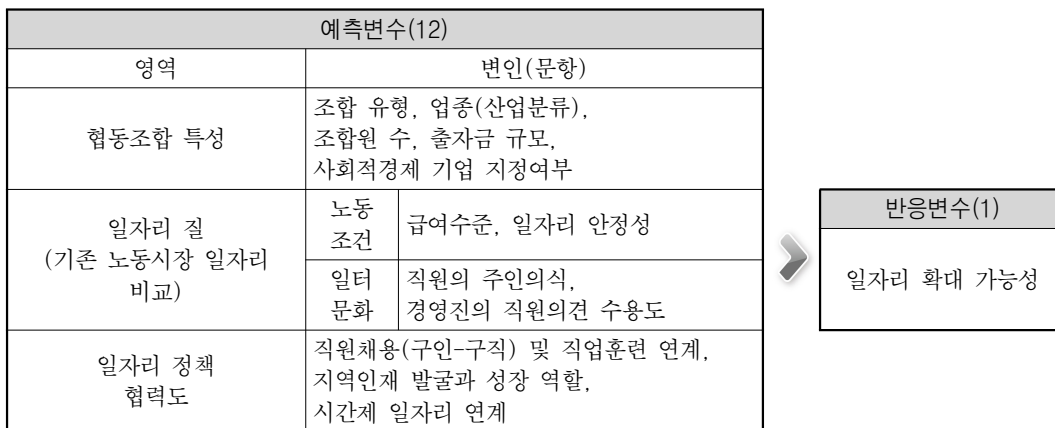 예측변수(12)
영역
변인(문항)
협동조합 특성
조합 유형, 업종(산업분류),
조합원 수, 출자금 규모,
사회적경제 기업 지정여부
일자리 질
(기존 노동시장 일자리
비교)
노동
조건
급여수준, 일자리 안정성
일터
문화
직원의 주인의식,
경영진의 직원의견 수용도
일자리 정책
협력도
직원채용(구인-구직) 및 직업훈련 연계,
지역인재 발굴과 성장 역할,
시간제 일자리 연계
반응변수(1)
일자리 확대 가능성